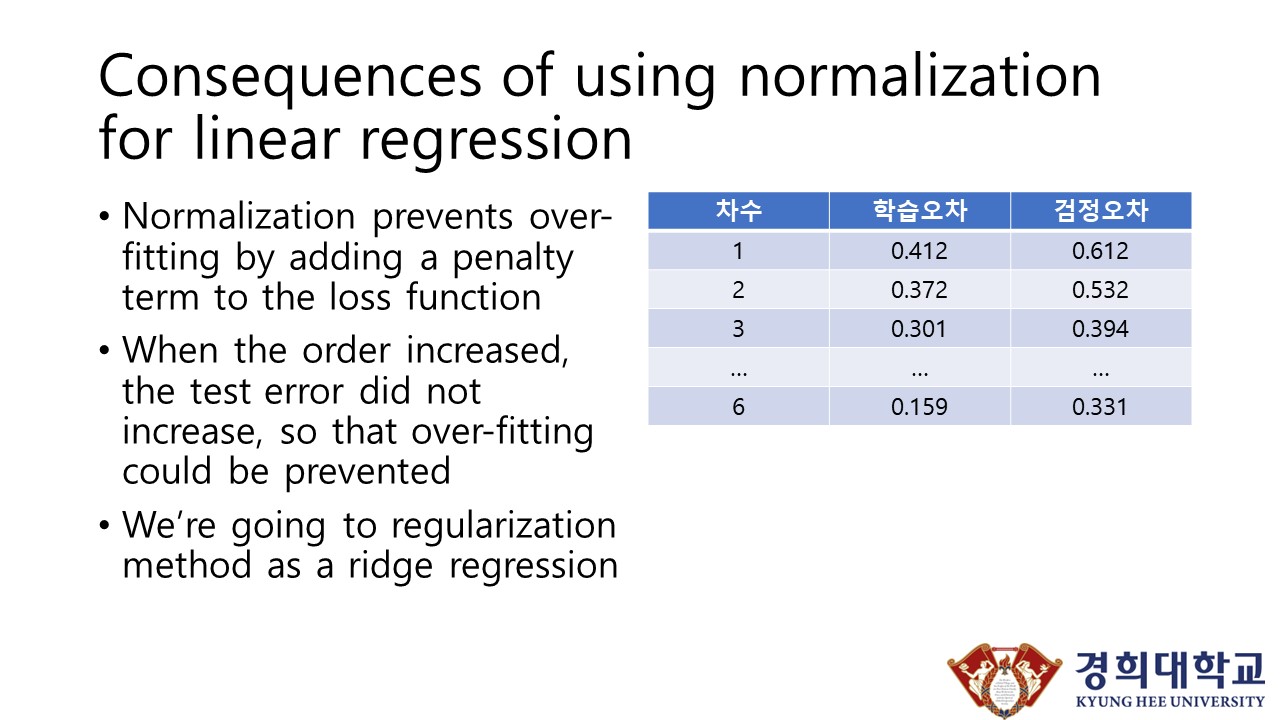 Consequences of using normalization
for linear regression
• Normalization prevents over-
fitting by adding a penalty
term to the loss function
• When the order increased,
the test error did not
increase, so that over-fitting
could be prevented
• We're going to regularization
method as a ridge regression
차수 학습오차 검정오차
1 0.412 0.612
2 0.372 0.532
3 0.301 0.394
... ... ...
6 0.159 0.331
경희대학교
KYUNG HEE UNIVERSITY